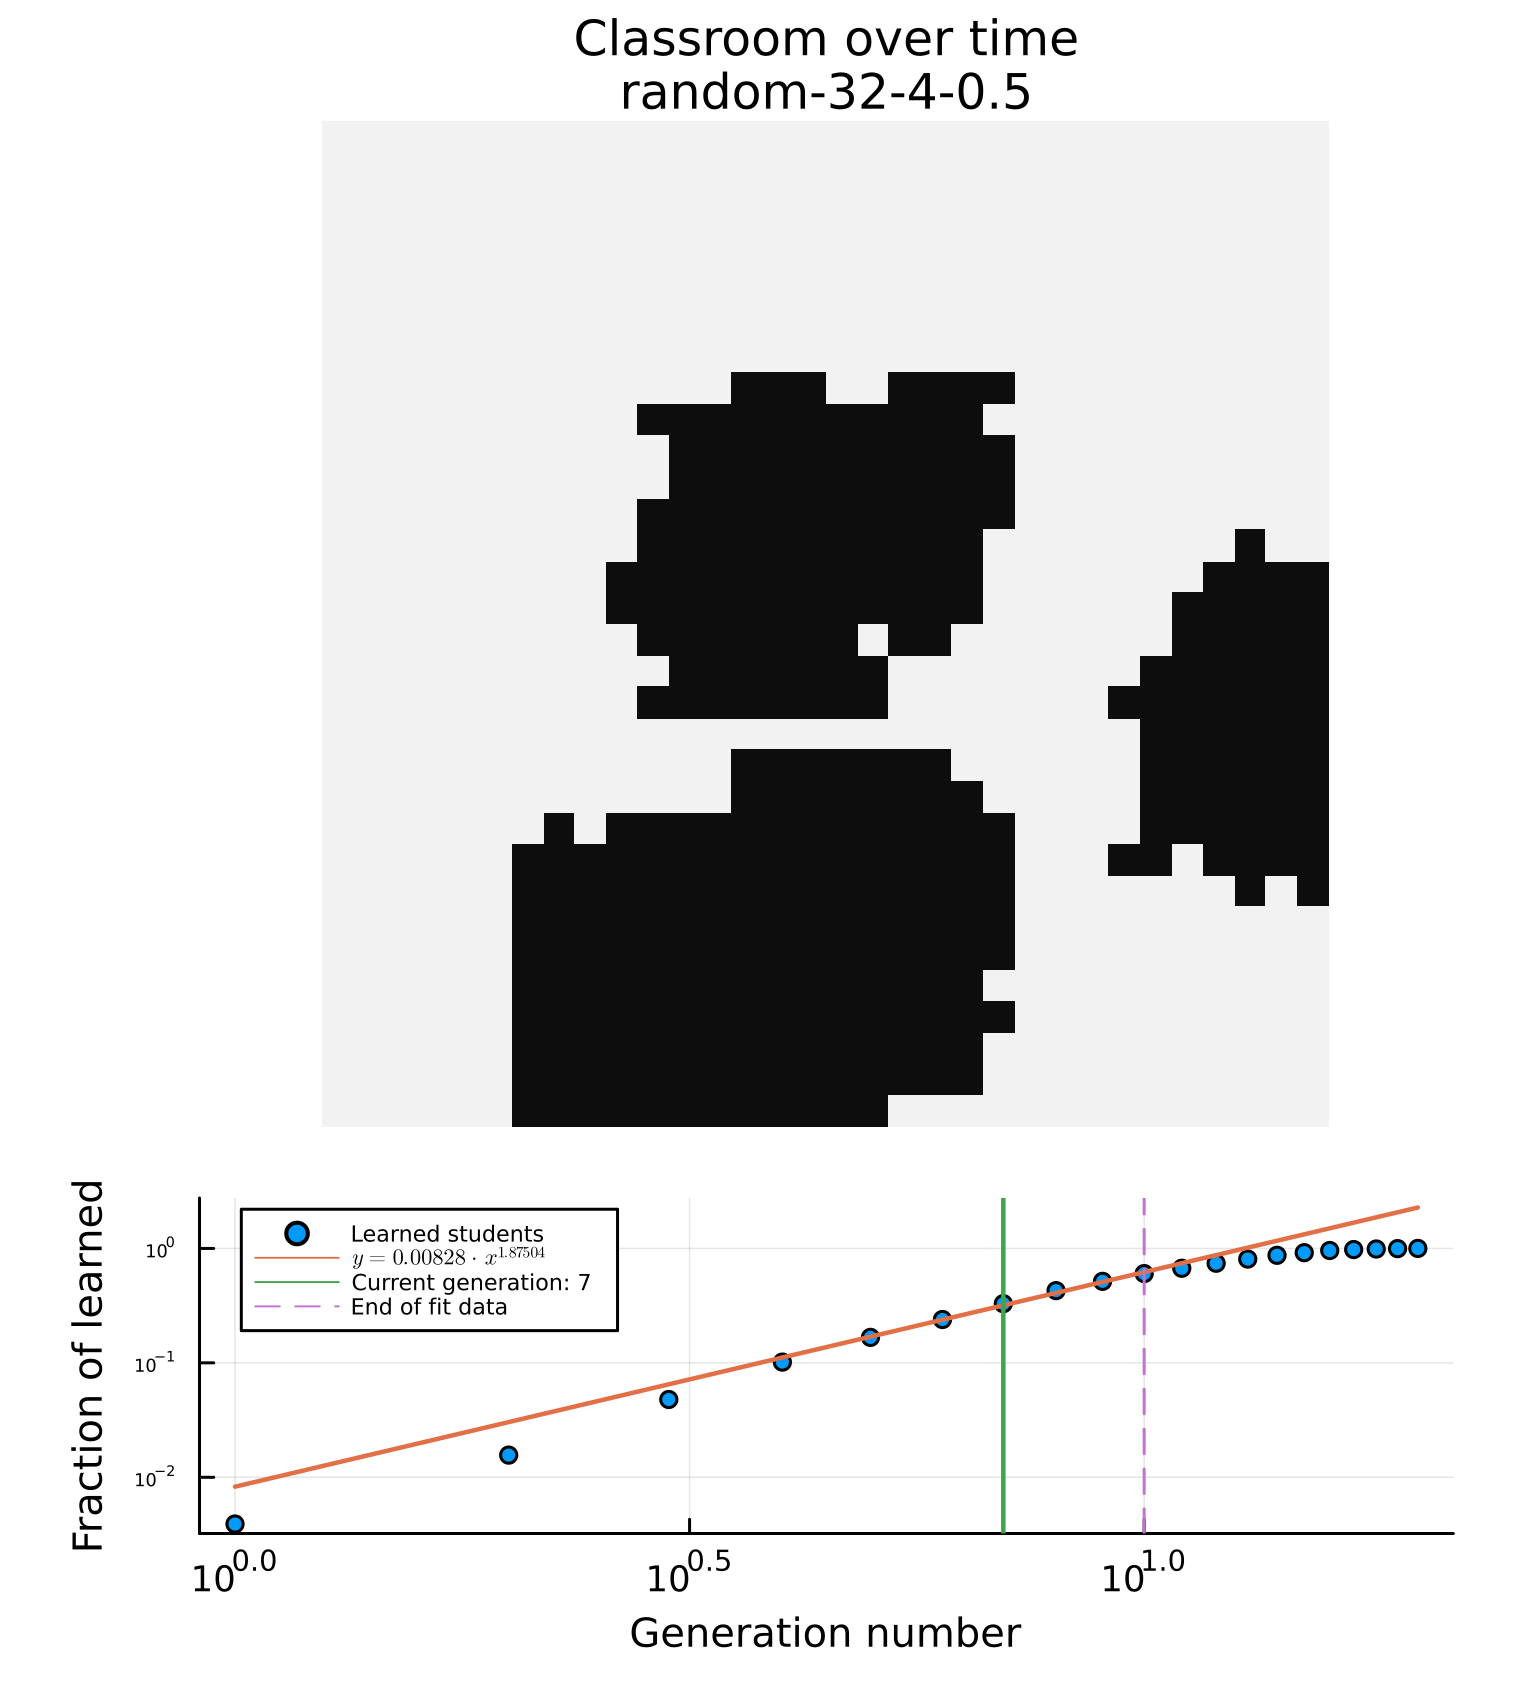 Classroom over time
random-32-4-0.5
Fraction of learned
10⁰
10⁻¹
10⁻²
Learned students
y = 0.00828 · x^1.87504
Current generation: 7
End of fit data
10^0.0
10^0.5
10^1.0
Generation number